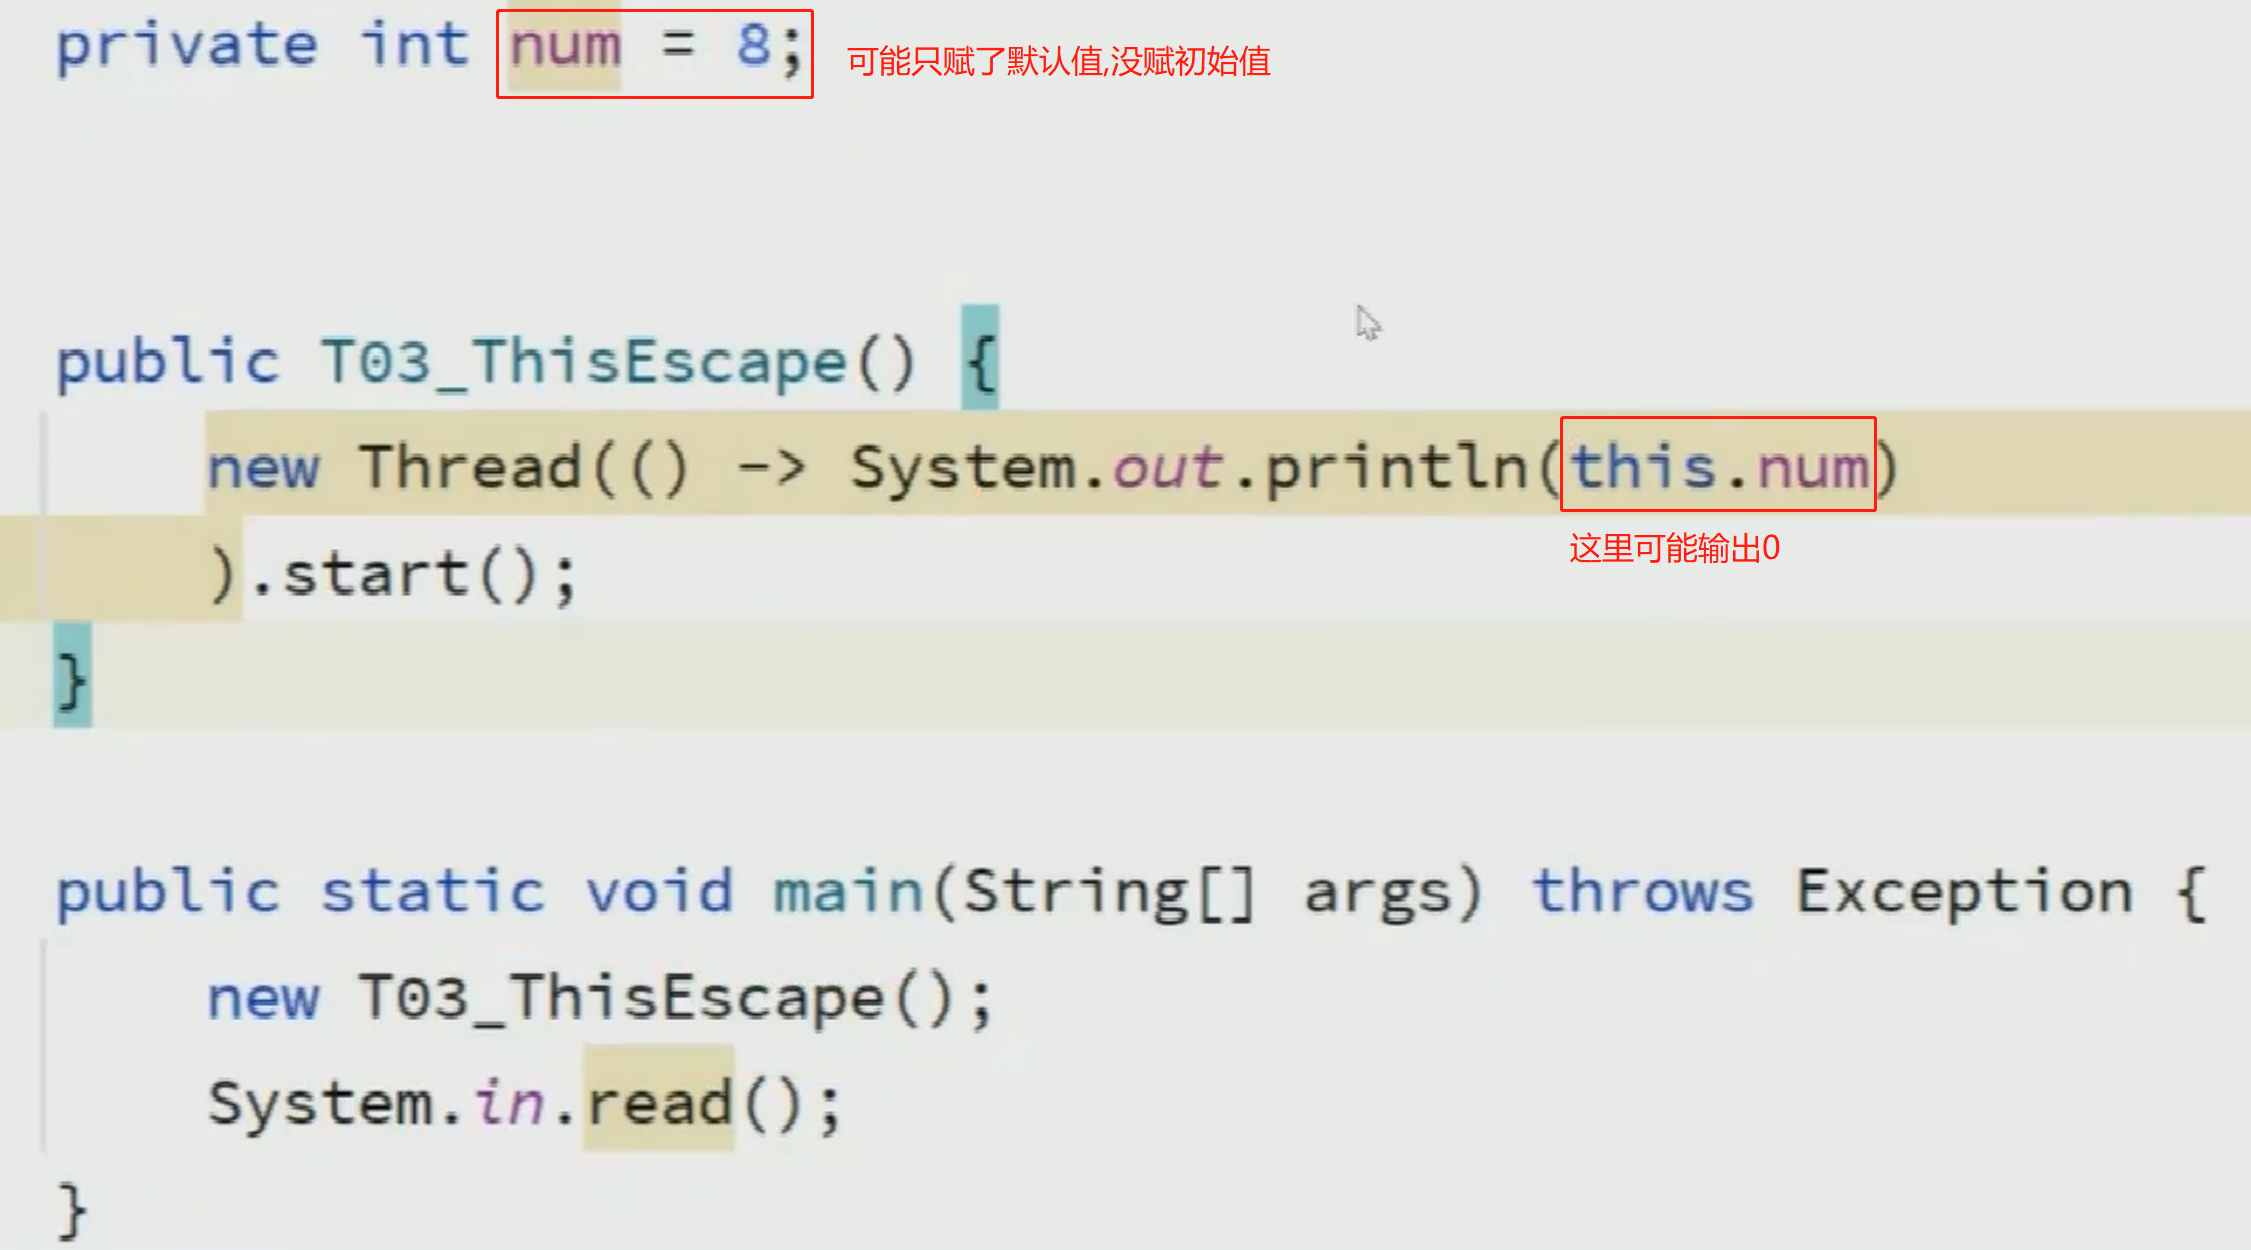 private int num = 8; 可能只赋了默认值,没赋初始值
public T03_ThisEscape() {
new Thread(() -> System.out.println(this.num)
这里可能输出0
).start();
}
public static void main(String[] args) throws Exception {
new T03_ThisEscape();
System.in.read();
}